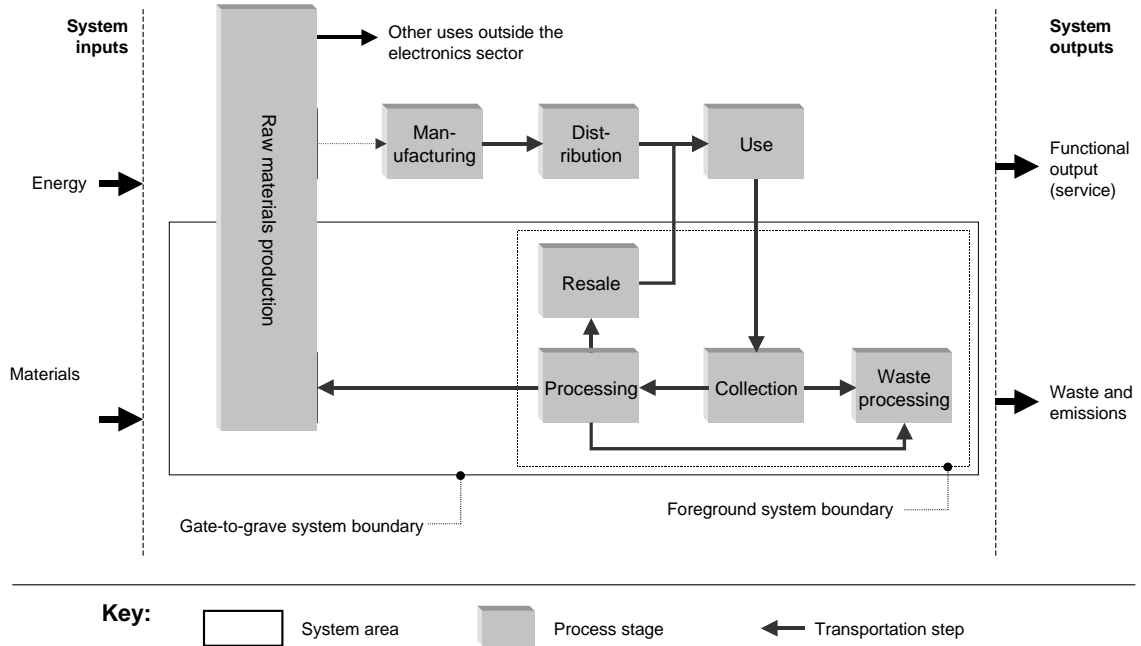 System
inputs
System
outputs
Other uses outside the
electronics sector
Raw materials production
Man-
ufacturing
Dist-
ribution
Use
Energy
Functional
output
(service)
Resale
Materials
Processing
Collection
Waste
processing
Waste and
emissions
Gate-to-grave system boundary
Foreground system boundary
Key:
System area
Process stage
Transportation step